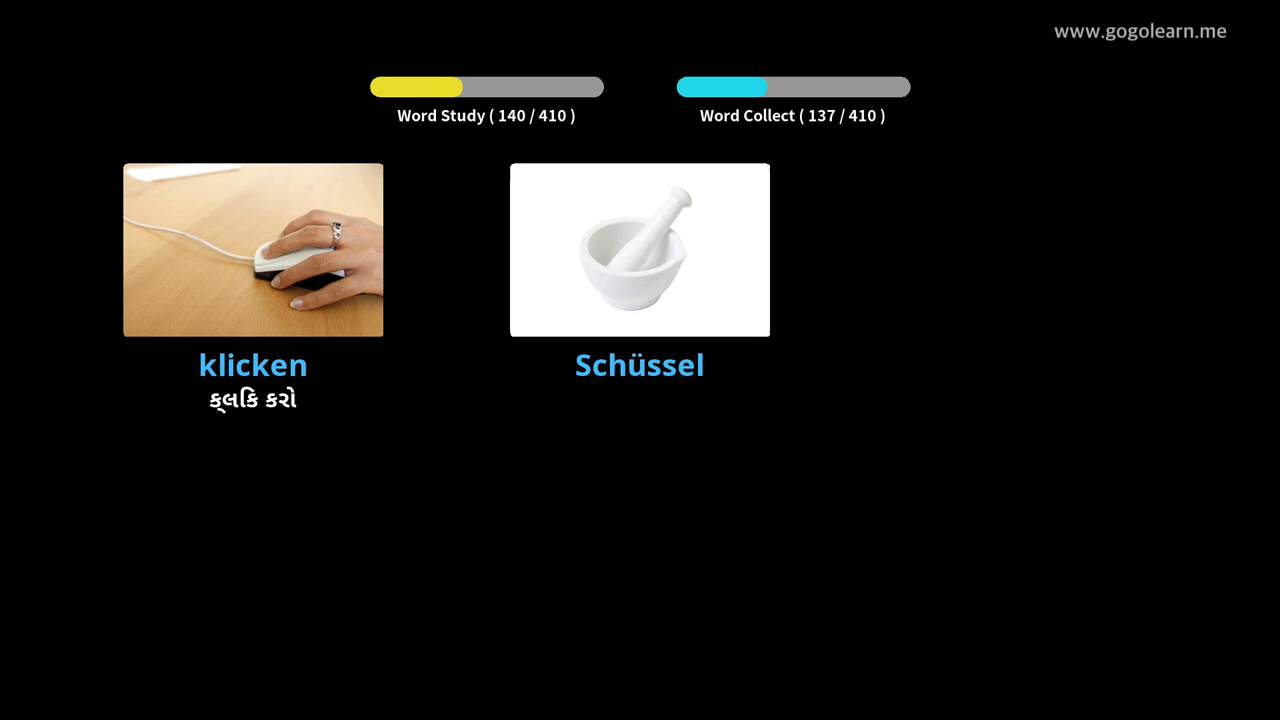 www.gogolearn.me
Word Study ( 140 / 410 )
Word Collect ( 137 / 410 )
klicken
ક્લકિ કરો
Schüssel